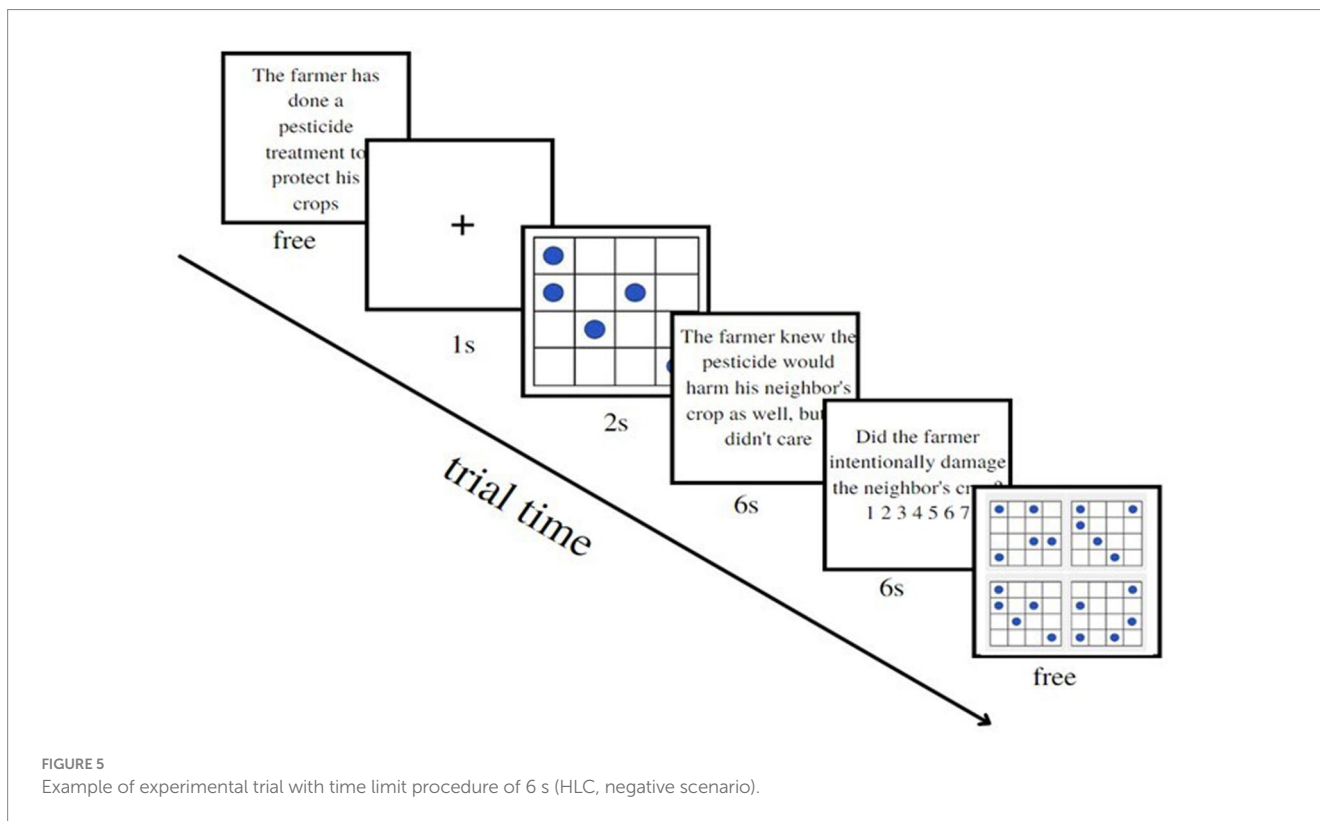 The farmer has
done a
pesticide
treatment to
protect his
crops
free
+
1s
2s
The farmer knew the
pesticide would
harm his neighbor's
crop as well, but
didn't care
6s
Did the farmer
intentionally damage
the neighbor's
1 2 3 4 5 6 7
6s
free
trial time
FIGURE 5
Example of experimental trial with time limit procedure of 6 s (HLC, negative scenario).